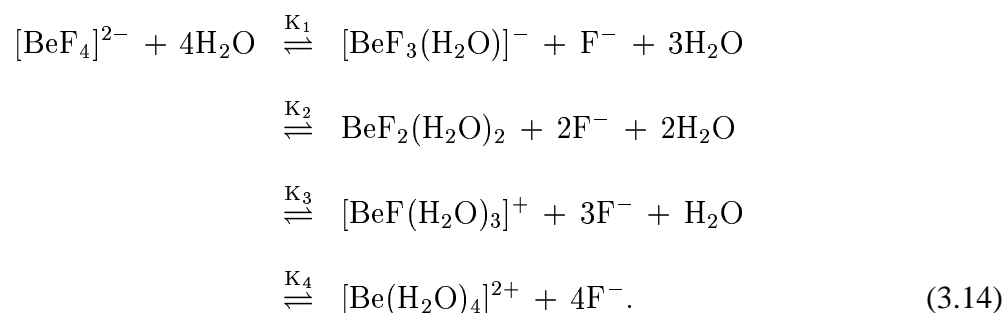 [BeF₄]²⁻ + 4H₂O ⇌ᴷ¹ [BeF₃(H₂O)]⁻ + F⁻ + 3H₂O
⇌ᴷ² BeF₂(H₂O)₂ + 2F⁻ + 2H₂O
⇌ᴷ³ [BeF(H₂O)₃]⁺ + 3F⁻ + H₂O
⇌ᴷ⁴ [Be(H₂O)₄]²⁺ + 4F⁻. (3.14)